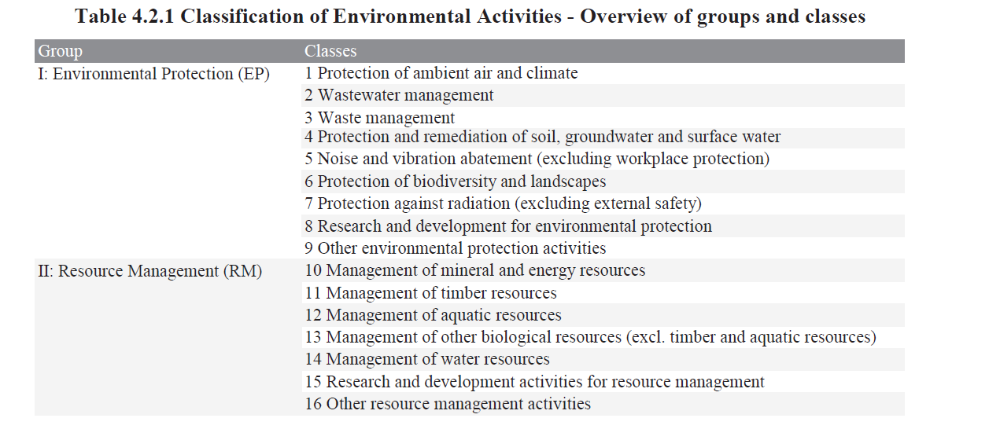 Table 4.2.1 Classification of Environmental Activities - Overview of groups and classes
Group Classes
I: Environmental Protection (EP) 1 Protection of ambient air and climate
2 Wastewater management
3 Waste management
4 Protection and remediation of soil, groundwater and surface water
5 Noise and vibration abatement (excluding workplace protection)
6 Protection of biodiversity and landscapes
7 Protection against radiation (excluding external safety)
8 Research and development for environmental protection
9 Other environmental protection activities
II: Resource Management (RM) 10 Management of mineral and energy resources
11 Management of timber resources
12 Management of aquatic resources
13 Management of other biological resources (excl. timber and aquatic resources)
14 Management of water resources
15 Research and development activities for resource management
16 Other resource management activities